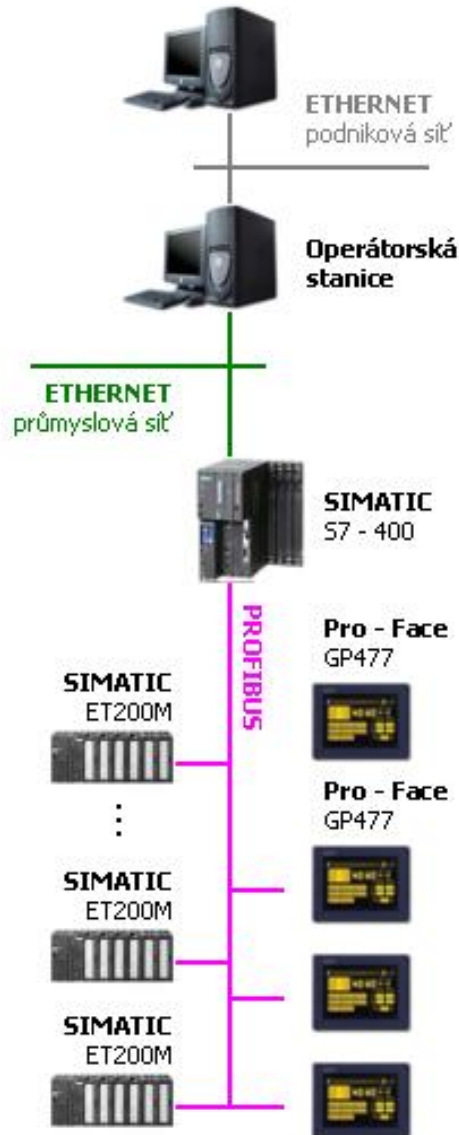 ETHERNET
podniková síť
Operátorská
stanice
ETHERNET
průmyslová síť
SIMATIC
S7 - 400
PROFIBUS
Pro - Face
GP477
SIMATIC
ET200M
Pro - Face
GP477
SIMATIC
ET200M
SIMATIC
ET200M